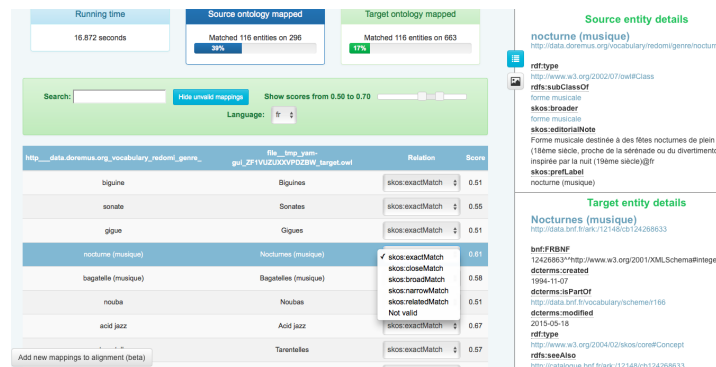 Running time
16.872 seconds
Source ontology mapped
Matched 116 entities on 296
39%
Target ontology mapped
Matched 116 entities on 663
17%
Search:
Hide unvalid mappings
Show scores from 0.50 to 0.70
Language: fr
http___data.doremus.org_vocabulary_redomi_genre_
file__tmp_yam-
gui_ZF1VUZUXXVPDZBW_target.owl
Relation
Score
biguine Biguines skos:exactMatch 0.51
sonate Sonates skos:exactMatch 0.55
gigue Gigues skos:exactMatch 0.51
nocturne (musique) Nocturnes (musique) 0.61
✓ skos:exactMatch
skos:closeMatch
skos:broadMatch
skos:narrowMatch
skos:relatedMatch
Not valid
bagatelle (musique) Bagatelles (musique) 0.58
nouba Noubas 0.51
acid jazz Acid jazz skos:exactMatch 0.67
Tarentelles skos:exactMatch 0.57
Add new mappings to alignment (beta)
Source entity details
nocturne (musique)
http://data.doremus.org/vocabulary/redomi/genre/nocturn
rdf:type
http://www.w3.org/2002/07/owl#Class
rdfs:subClassOf
forme musicale
skos:broader
forme musicale
skos:editorialNote
Forme musicale destinée à des fêtes nocturnes de plein
(18ème siècle, proche de la sérénade ou du divertimento
inspirée par la nuit (19ème siècle)@fr
skos:prefLabel
nocturne (musique)
Target entity details
Nocturnes (musique)
http://data.bnf.fr/ark:/12148/cb124268633
bnf:FRBNF
12426863^^http://www.w3.org/2001/XMLSchema#intege
dcterms:created
1994-11-07
dcterms:isPartOf
http://data.bnf.fr/vocabulary/scheme/r166
dcterms:modified
2015-05-18
rdf:type
http://www.w3.org/2004/02/skos/core#Concept
rdfs:seeAlso
http://catalogue.bnf.fr/ark:/12148/cb124268633